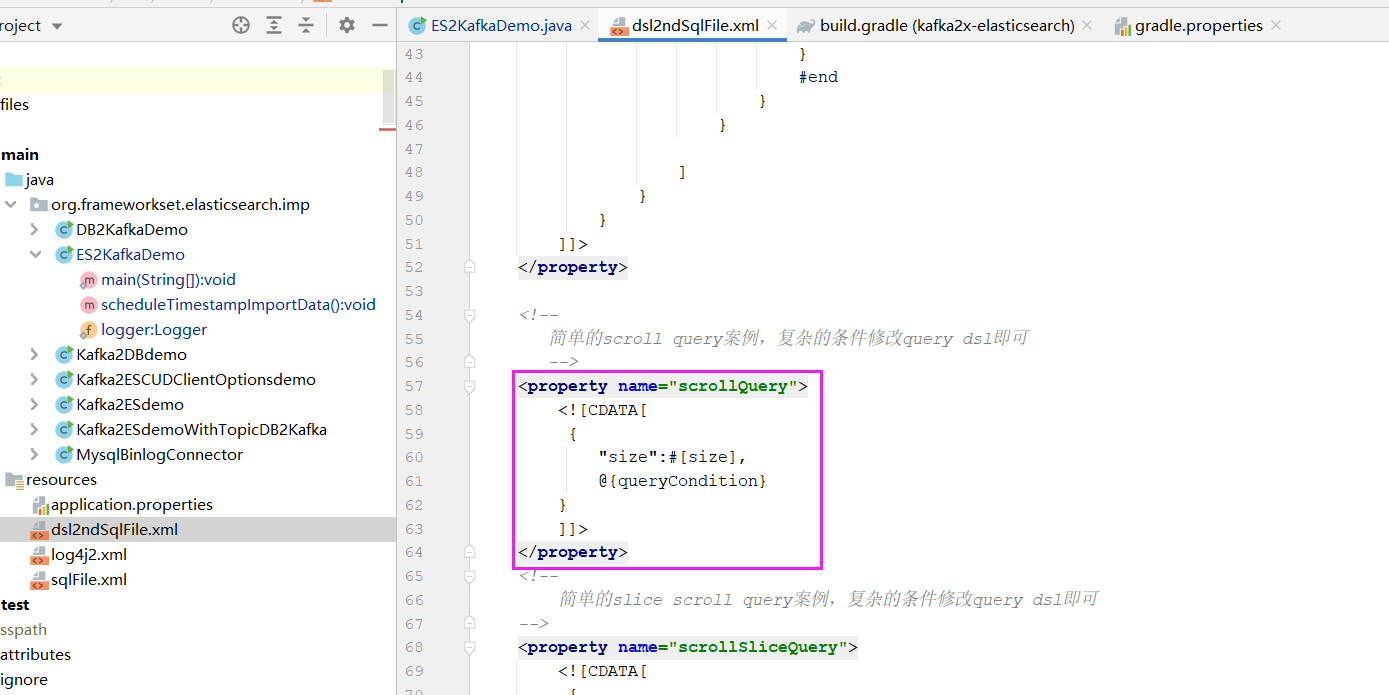 roject
ES2KafkaDemo.java
dsl2ndSqlFile.xml
build.gradle (kafka2x-elasticsearch)
gradle.properties
files
main
java
org.frameworkset.elasticsearch.imp
DB2KafkaDemo
ES2KafkaDemo
main(String[]):void
scheduleTimestampImportData():void
logger:Logger
Kafka2DBdemo
Kafka2ESCUDClientOptionsdemo
Kafka2ESdemo
Kafka2ESdemoWithTopicDB2Kafka
MysqlBinlogConnector
resources
application.properties
dsl2ndSqlFile.xml
log4j2.xml
sqlFile.xml
test
sspath
attributes
ignore
43 }
44 #end
45 }
46 }
47
48 ]
49 }
50 }
51 ]]>
52 </property>
53
54 <!--
55 简单的scroll query案例，复杂的条件修改query dsl即可
56 -->
57 <property name="scrollQuery">
58 <![CDATA[
59 {
60 "size":#[size],
61 @{queryCondition}
62 }
63 ]]>
64 </property>
65 <!--
66 简单的slice scroll query案例，复杂的条件修改query dsl即可
67 -->
68 <property name="scrollSliceQuery">
69 <![CDATA[
70 {